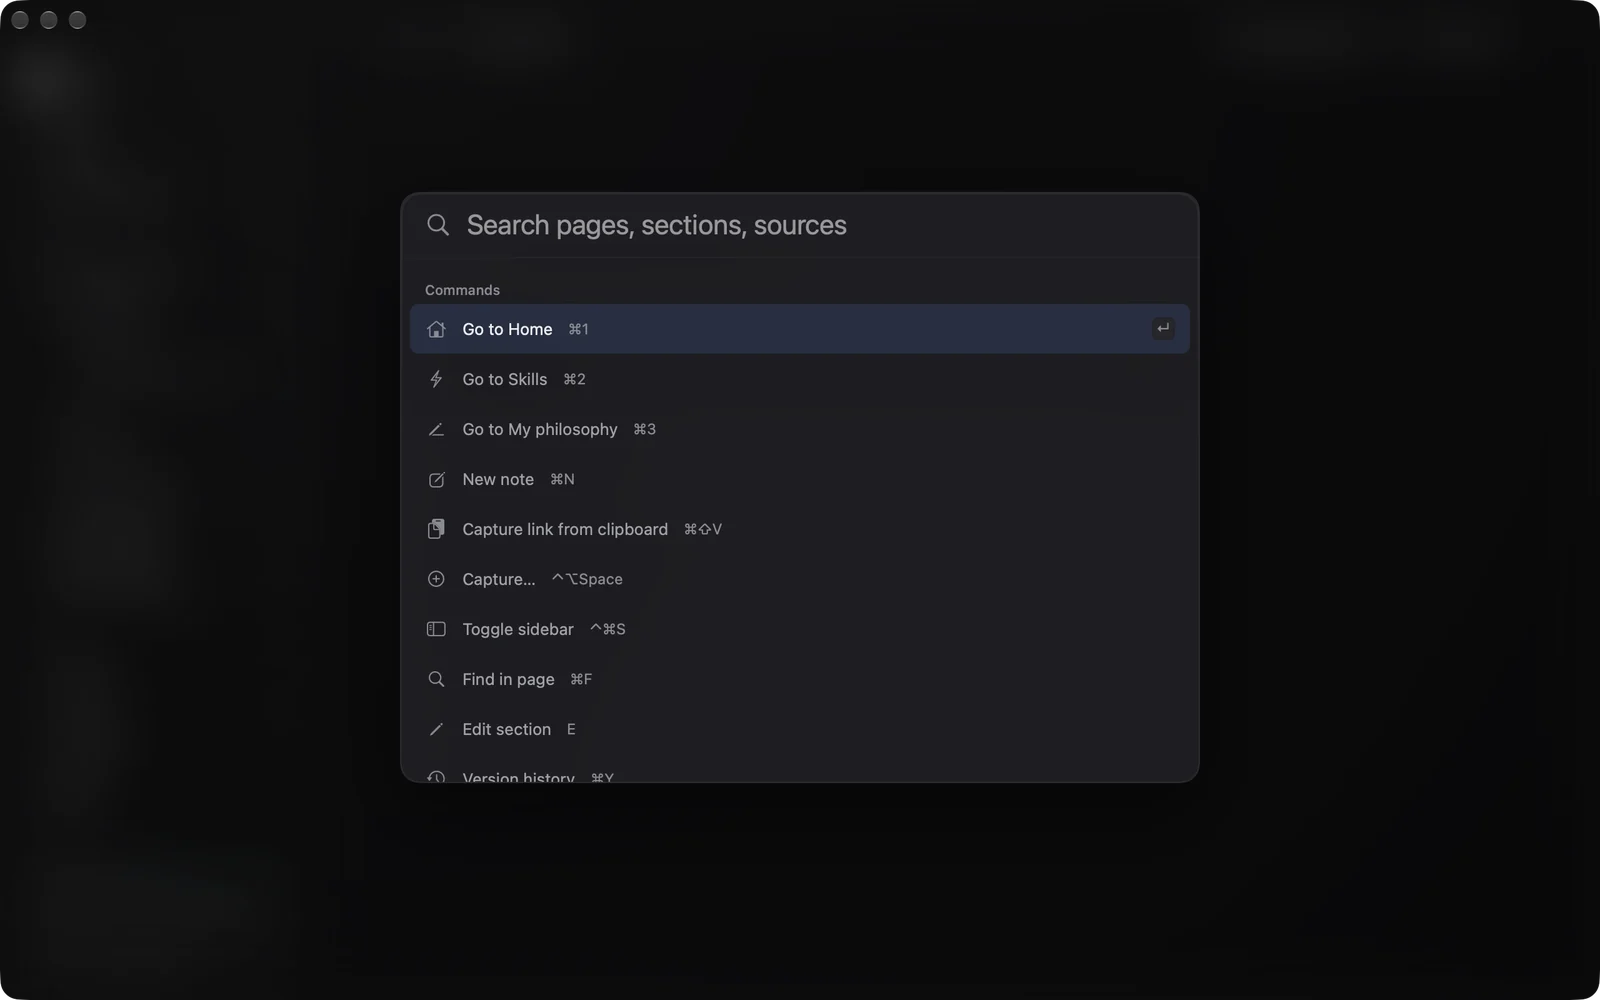 Search pages, sections, sources
Commands
Go to Home ⌘1
Go to Skills ⌘2
Go to My philosophy ⌘3
New note ⌘N
Capture link from clipboard ⌘⇧V
Capture... ^⌥Space
Toggle sidebar ^⌘S
Find in page ⌘F
Edit section E
Version history ⌘Y